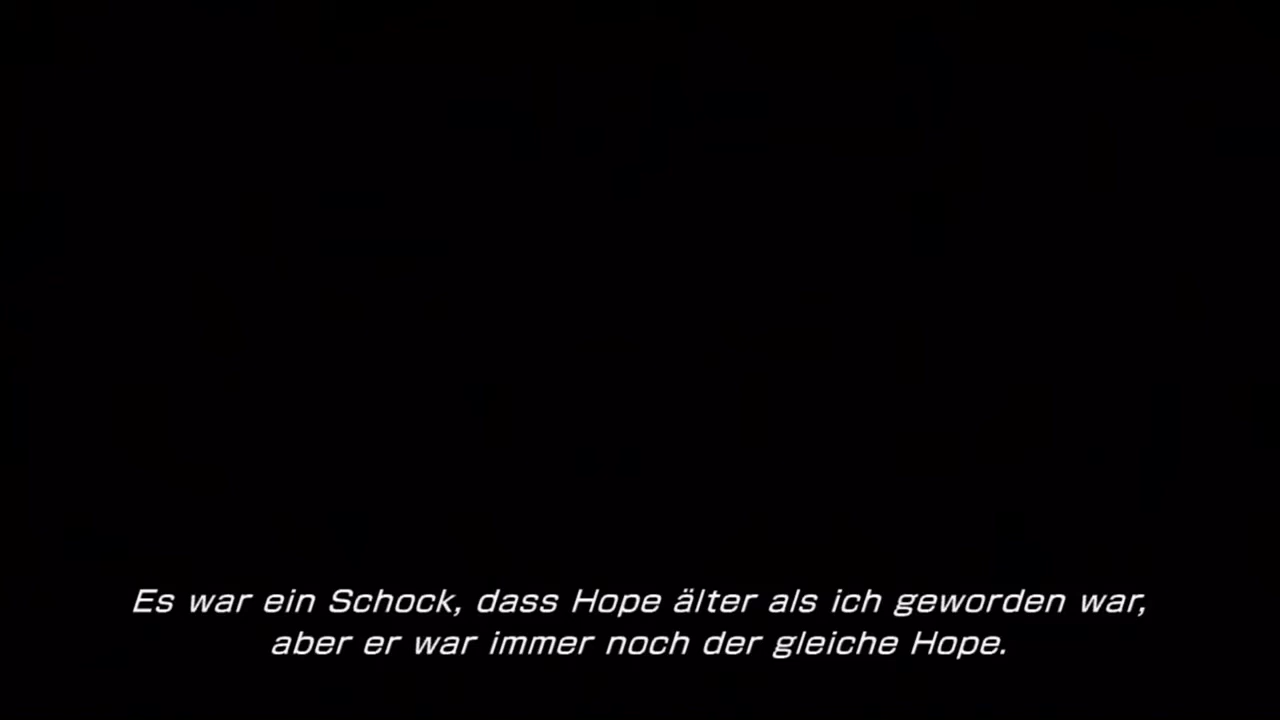 Es war ein Schock, dass Hope älter als ich geworden war,
aber er war immer noch der gleiche Hope.